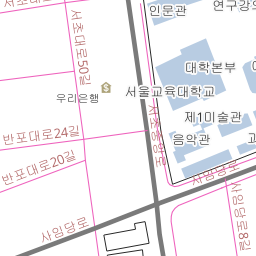 인문관
연구강의
서초대로
서초대로50길
대학본부
우리은행
서울교육대학교
서초중앙로
제1미술관
반포대로24길
음악관
반포대로20길
사임당로
사임당로
사임당로8길